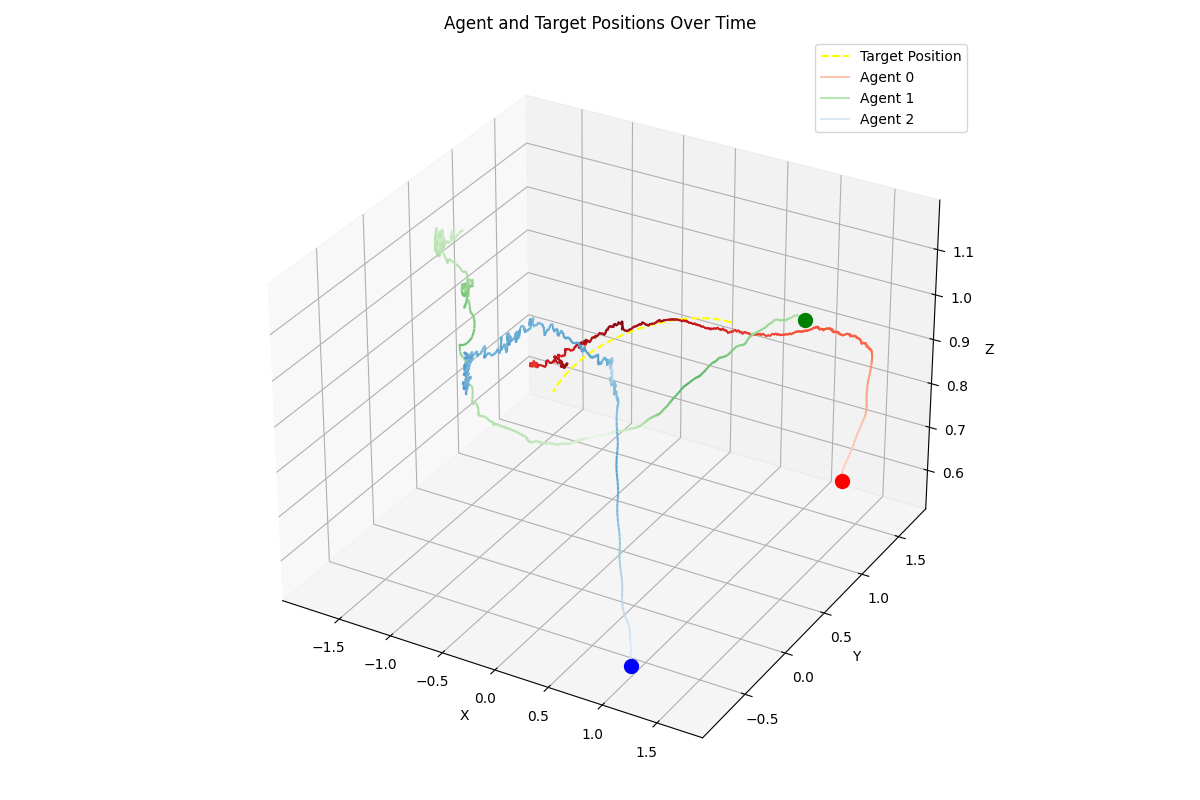 Agent and Target Positions Over Time
Target Position
Agent 0
Agent 1
Agent 2
1.1
1.0
0.9
0.8
0.7
0.6
Z
1.5
1.0
0.5
0.0
−0.5
Y
−1.5
−1.0
−0.5
0.0
0.5
1.0
1.5
X